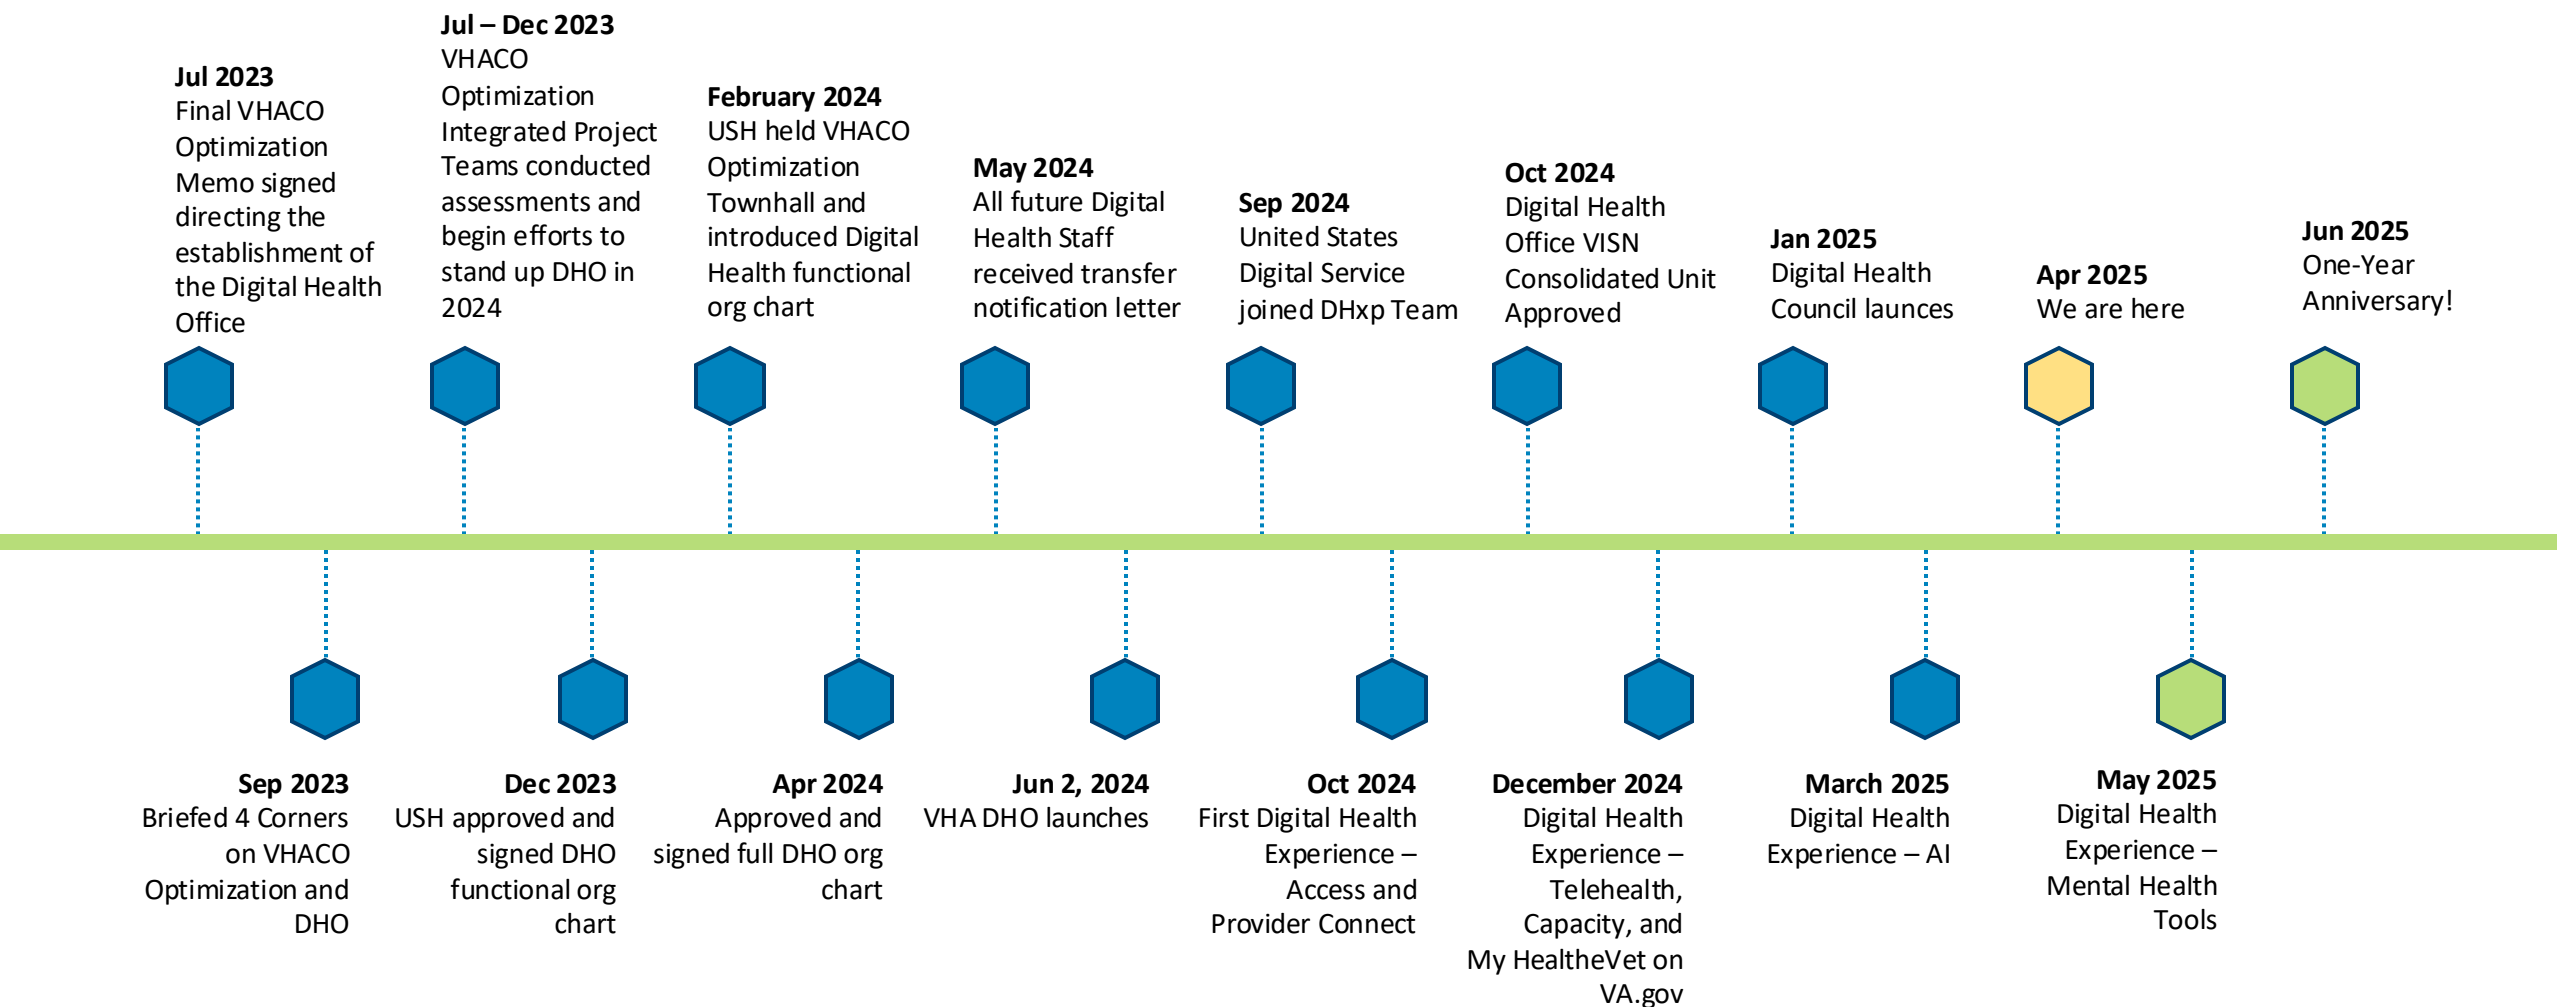 Jul 2023
Final VHACO
Optimization
Memo signed
directing the
establishment of
the Digital Health
Office
Jul – Dec 2023
VHACO
Optimization
Integrated Project
Teams conducted
assessments and
begin efforts to
stand up DHO in
2024
February 2024
USH held VHACO
Optimization
Townhall and
introduced Digital
Health functional
org chart
May 2024
All future Digital
Health Staff
received transfer
notification letter
Sep 2024
United States
Digital Service
joined DHxp Team
Oct 2024
Digital Health
Office VISN
Consolidated Unit
Approved
Jan 2025
Digital Health
Council launces
Apr 2025
We are here
Jun 2025
One-Year
Anniversary!
Sep 2023
Briefed 4 Corners
on VHACO
Optimization and
DHO
Dec 2023
USH approved and
signed DHO
functional org
chart
Apr 2024
Approved and
signed full DHO org
chart
Jun 2, 2024
VHA DHO launches
Oct 2024
First Digital Health
Experience –
Access and
Provider Connect
December 2024
Digital Health
Experience –
Telehealth,
Capacity, and
My HealtheVet on
VA.gov
March 2025
Digital Health
Experience – AI
May 2025
Digital Health
Experience –
Mental Health
Tools